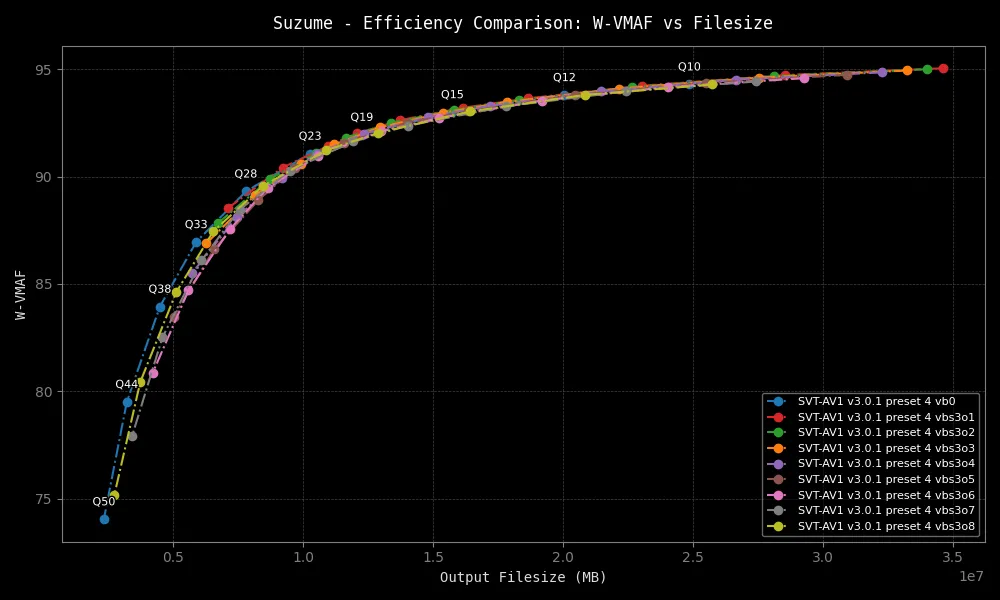 Suzume - Efficiency Comparison: W-VMAF vs Filesize
95
90
85
80
75
W-VMAF
Q10
Q12
Q15
Q19
Q23
Q28
Q33
Q38
Q44
Q50
SVT-AV1 v3.0.1 preset 4 vb0
SVT-AV1 v3.0.1 preset 4 vbs3o1
SVT-AV1 v3.0.1 preset 4 vbs3o2
SVT-AV1 v3.0.1 preset 4 vbs3o3
SVT-AV1 v3.0.1 preset 4 vbs3o4
SVT-AV1 v3.0.1 preset 4 vbs3o5
SVT-AV1 v3.0.1 preset 4 vbs3o6
SVT-AV1 v3.0.1 preset 4 vbs3o7
SVT-AV1 v3.0.1 preset 4 vbs3o8
0.5 1.0 1.5 2.0 2.5 3.0 3.5
1e7
Output Filesize (MB)